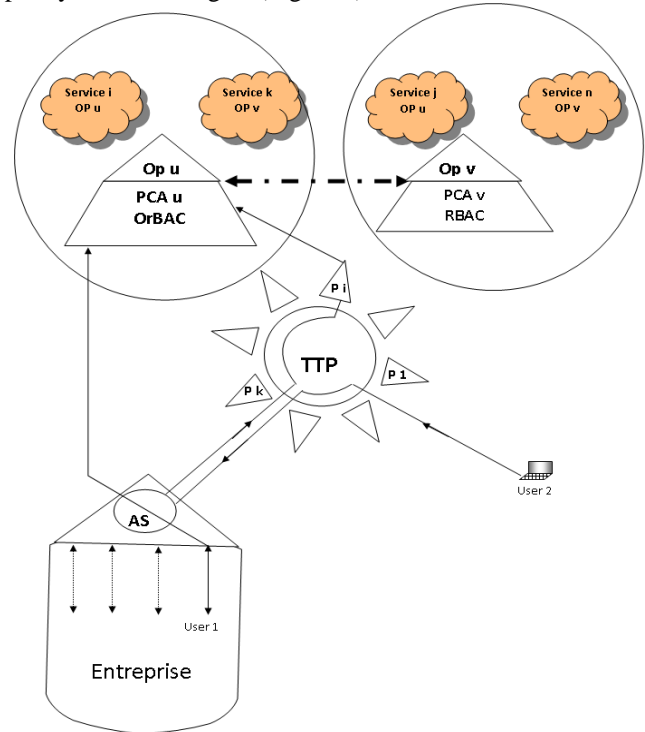 Service i
OP u
Service k
OP v
Service j
OP u
Service n
OP v
Op u
PCA u
OrBAC
Op v
PCA v
RBAC
P i
TTP
P 1
P k
User 2
AS
User 1
Entreprise